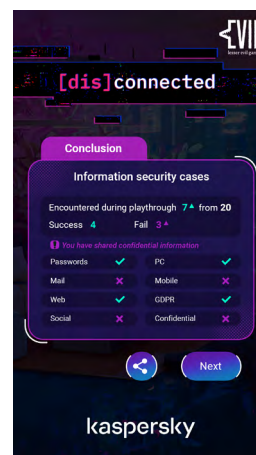 [dis]connected
Conclusion
Information security cases
Encountered during playthrough 7 from 20
Success 4 Fail 3
You have shared confidential information
Passwords PC
Mail Mobile
Web GDPR
Social Confidential
Next
kaspersky